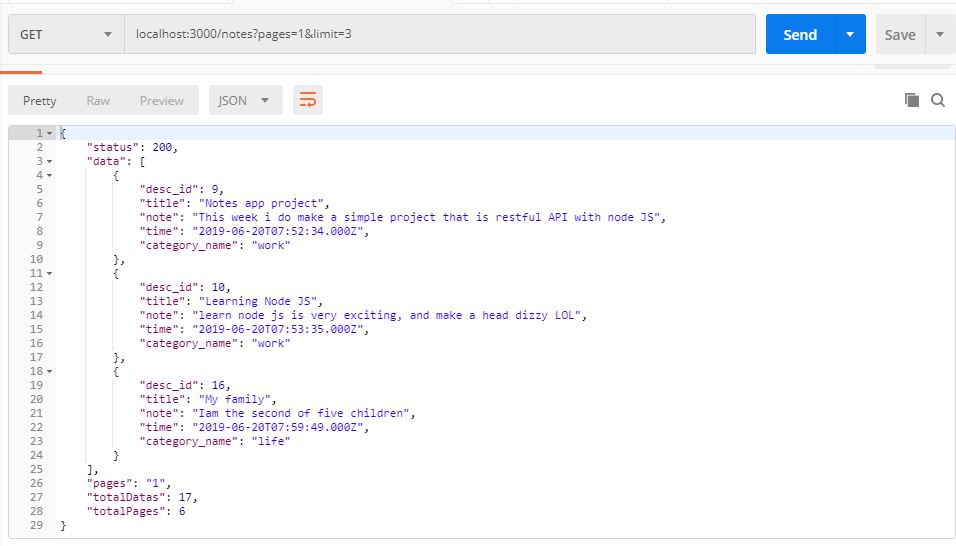 GET localhost:3000/notes?pages=1&limit=3 Send Save
Pretty Raw Preview JSON
1 {
2 "status": 200,
3 "data": [
4 {
5 "desc_id": 9,
6 "title": "Notes app project",
7 "note": "This week i do make a simple project that is restful API with node JS",
8 "time": "2019-06-20T07:52:34.000Z",
9 "category_name": "work"
10 },
11 {
12 "desc_id": 10,
13 "title": "Learning Node JS",
14 "note": "learn node js is very exciting, and make a head dizzy LOL",
15 "time": "2019-06-20T07:53:35.000Z",
16 "category_name": "work"
17 },
18 {
19 "desc_id": 16,
20 "title": "My family",
21 "note": "Iam the second of five children",
22 "time": "2019-06-20T07:59:49.000Z",
23 "category_name": "life"
24 }
25 ],
26 "pages": "1",
27 "totalDatas": 17,
28 "totalPages": 6
29 }